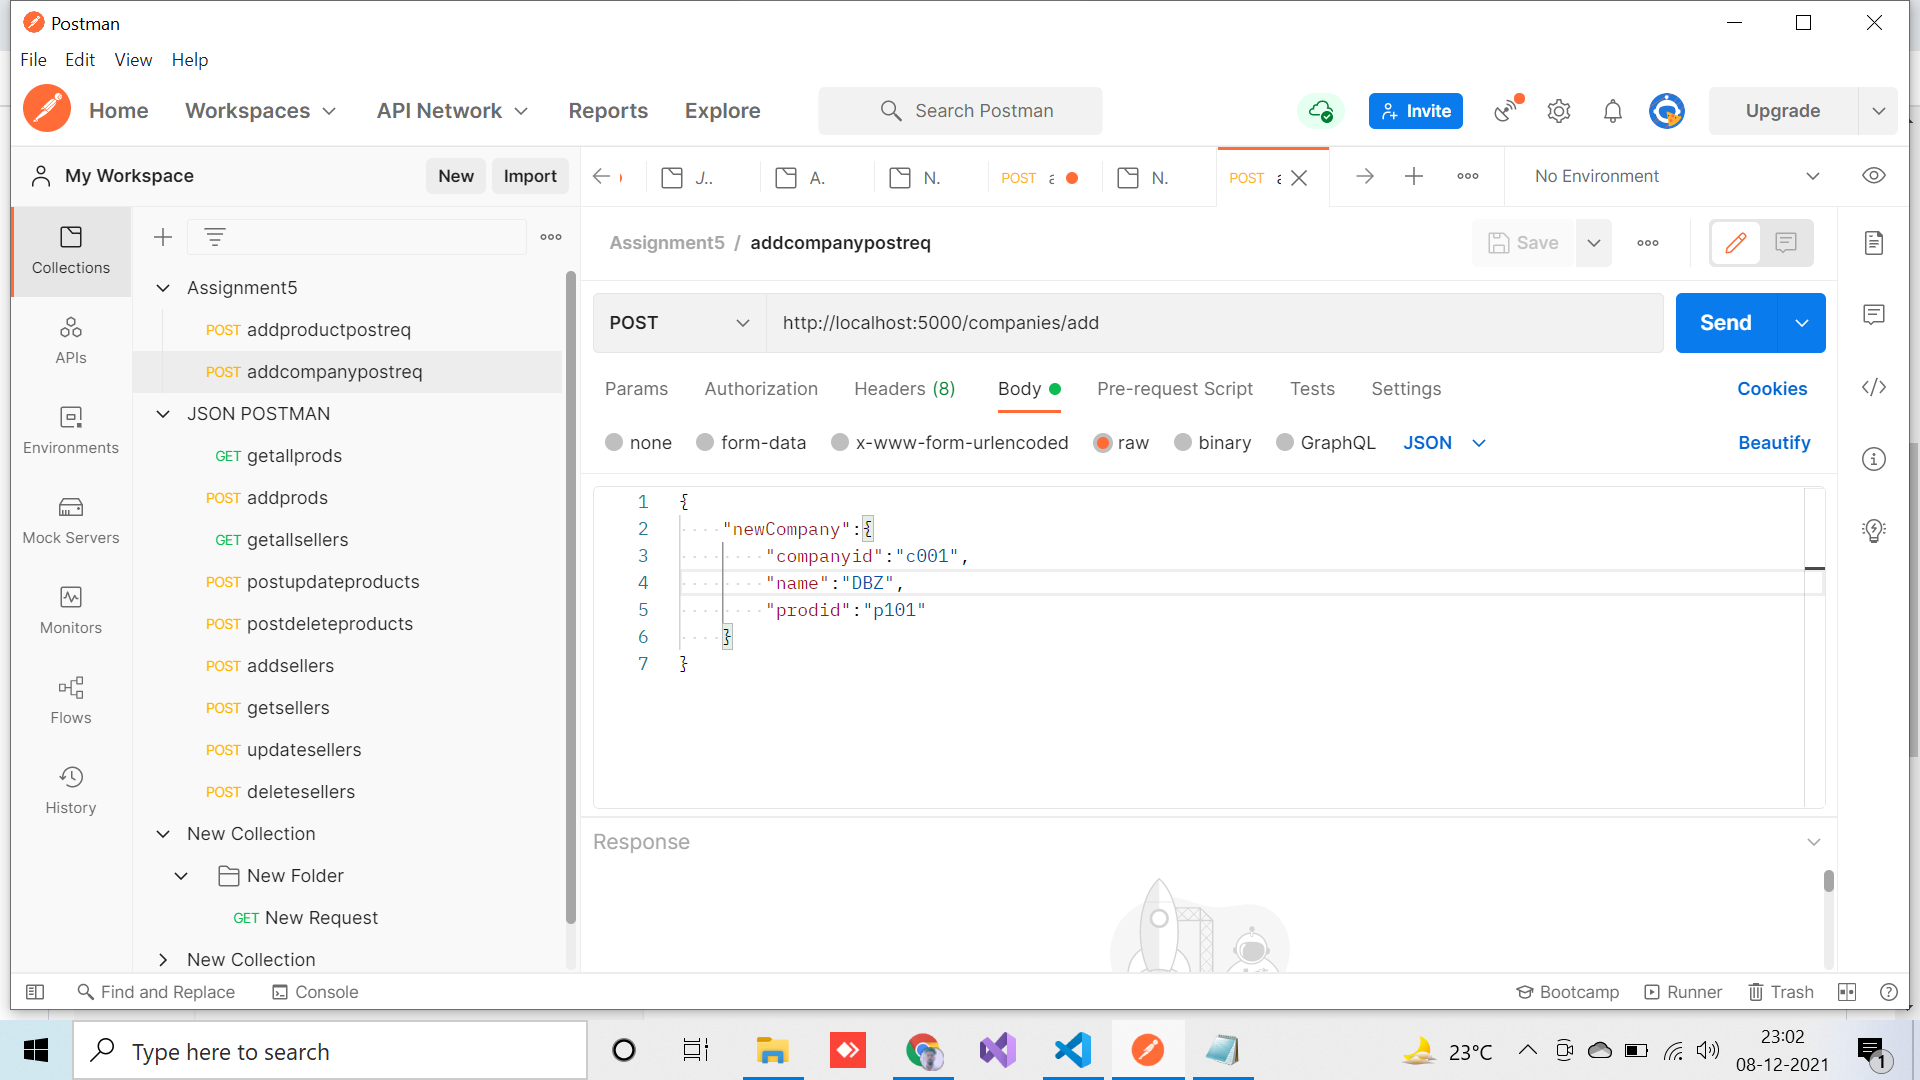 Postman
File Edit View Help
Home Workspaces API Network Reports Explore Search Postman Invite Upgrade
My Workspace New Import J.. A. N. POST a N. POST a No Environment
Collections
APIs
Environments
Mock Servers
Monitors
Flows
History
Assignment5
POST addproductpostreq
POST addcompanypostreq
JSON POSTMAN
GET getallprods
POST addprods
GET getallsellers
POST postupdateproducts
POST postdeleteproducts
POST addsellers
POST getsellers
POST updatesellers
POST deletesellers
New Collection
New Folder
GET New Request
New Collection
Assignment5 / addcompanypostreq Save
POST http://localhost:5000/companies/add Send
Params Authorization Headers (8) Body Pre-request Script Tests Settings Cookies
none form-data x-www-form-urlencoded raw binary GraphQL JSON Beautify
1 {
2 "newCompany":{
3 "companyid":"c001",
4 "name":"DBZ",
5 "prodid":"p101"
6 }
7 }
Response
Find and Replace Console Bootcamp Runner Trash
Type here to search 23°C 23:02
08-12-2021 1